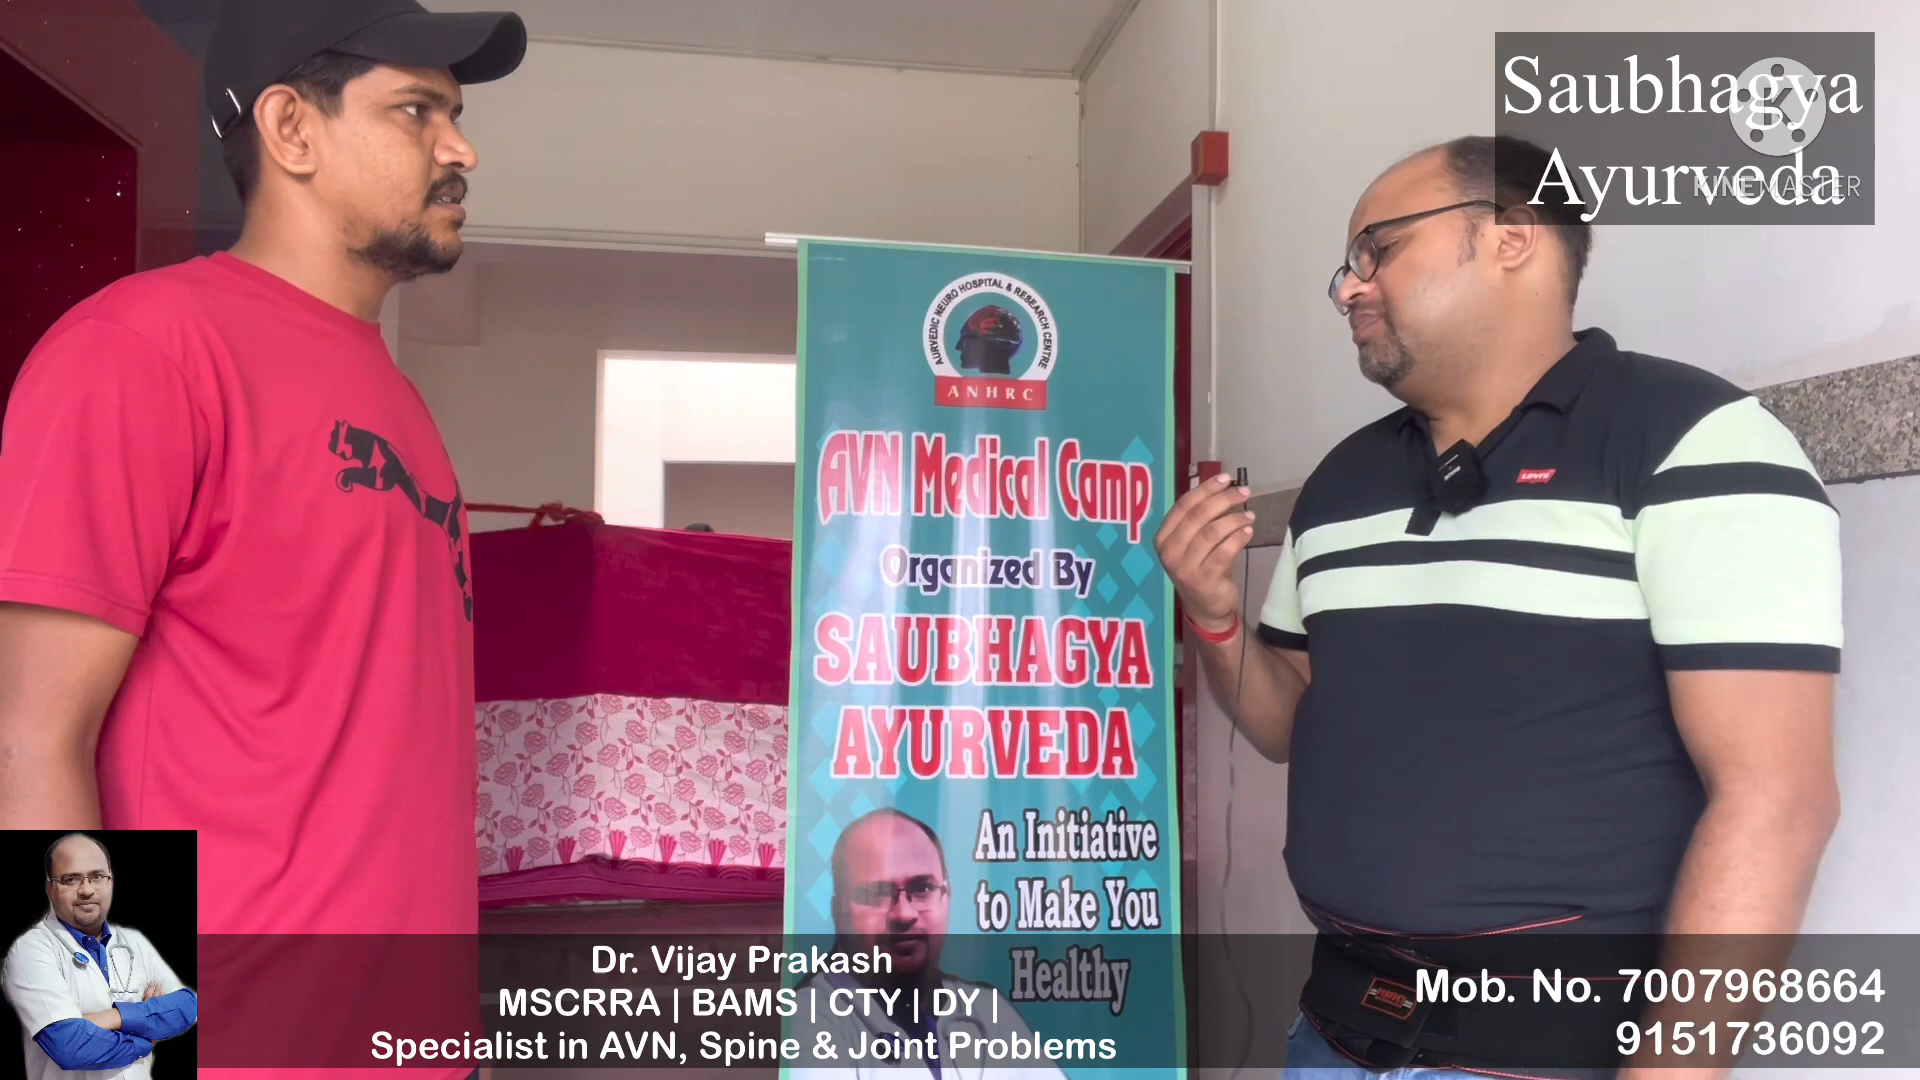 Saubhagya
Ayurveda
KINEMASTER
AURVEDIC NEURO HOSPITAL & RESEARCH CENTRE
ANHRC
AVN Medical Camp
Organized By
SAUBHAGYA
AYURVEDA
An Initiative
to Make You
Healthy
Levi's
Dr. Vijay Prakash
MSCRRA | BAMS | CTY | DY |
Specialist in AVN, Spine & Joint Problems
Mob. No. 7007968664
9151736092